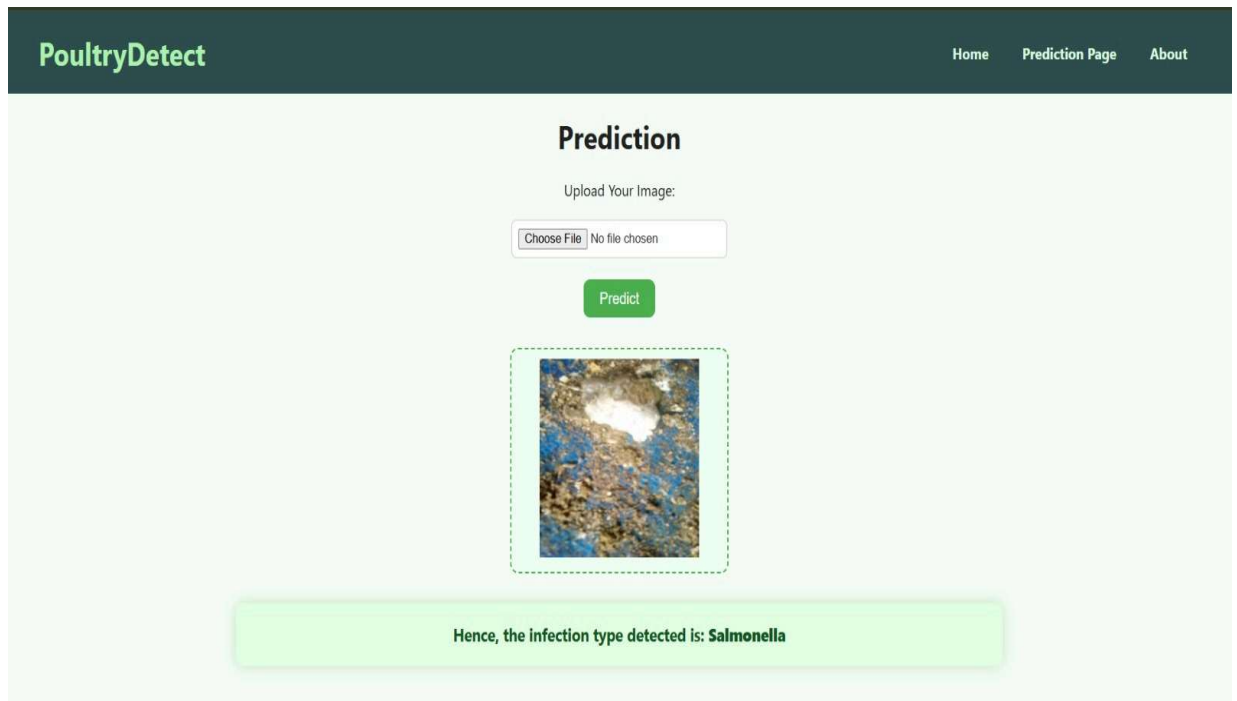 PoultryDetect
Home Prediction Page About
Prediction
Upload Your Image:
Choose File No file chosen
Predict
Hence, the infection type detected is: Salmonella